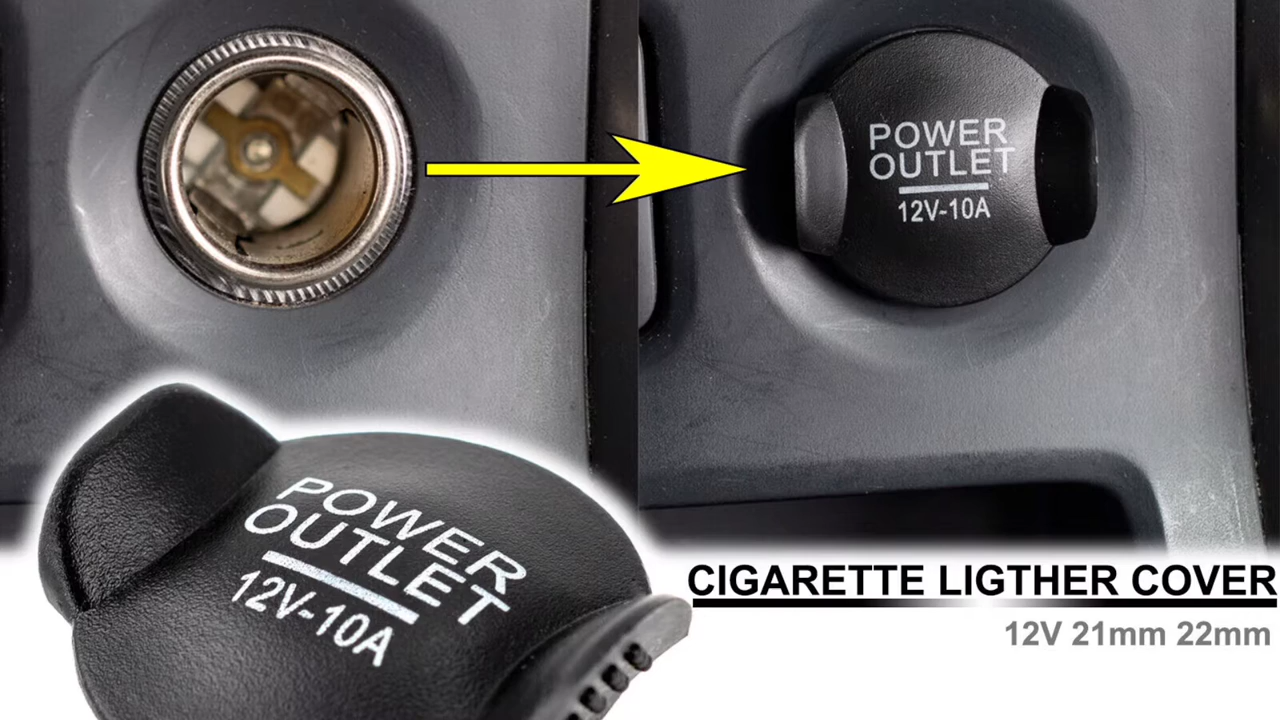 POWER
OUTLET
12V-10A
POWER
OUTLET
12V-10A
CIGARETTE LIGTHER COVER
12V 21mm 22mm